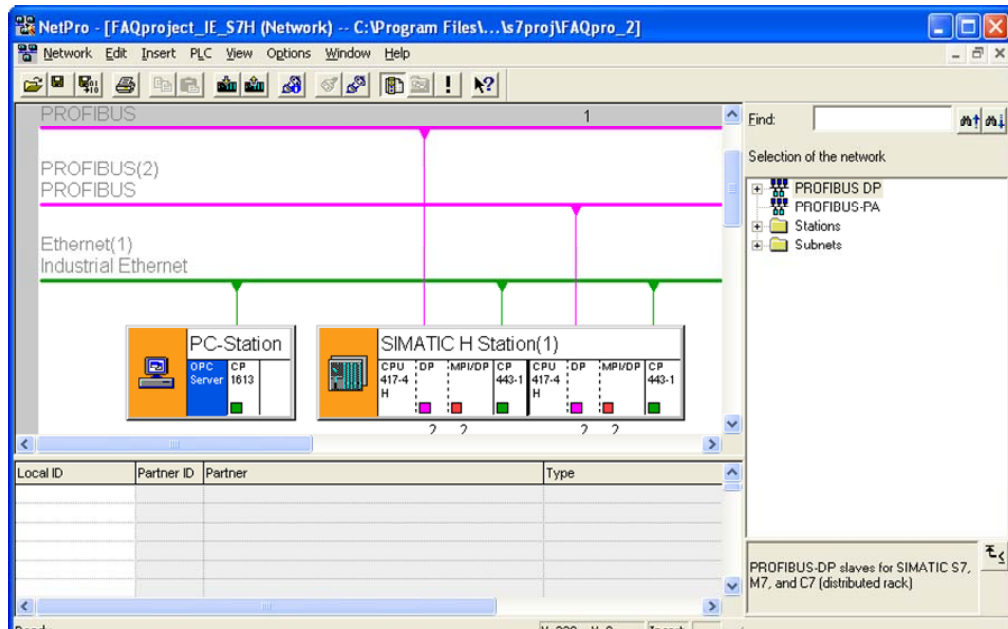 NetPro - [FAQproject_IE_S7H (Network) -- C:\Program Files\...\s7proj\FAQpro_2]
Network Edit Insert PLC View Options Window Help
PROFIBUS 1
PROFIBUS(2)
PROFIBUS
Ethernet(1)
Industrial Ethernet
PC-Station
OPC Server
CP 1613
SIMATIC H Station(1)
CPU 417-4 H
DP
MPI/DP
CP 443-1
CPU 417-4 H
DP
MPI/DP
CP 443-1
2 2 2 2
Local ID Partner ID Partner Type
Find:
Selection of the network
PROFIBUS DP
PROFIBUS-PA
Stations
Subnets
PROFIBUS-DP slaves for SIMATIC S7,
M7, and C7 (distributed rack)